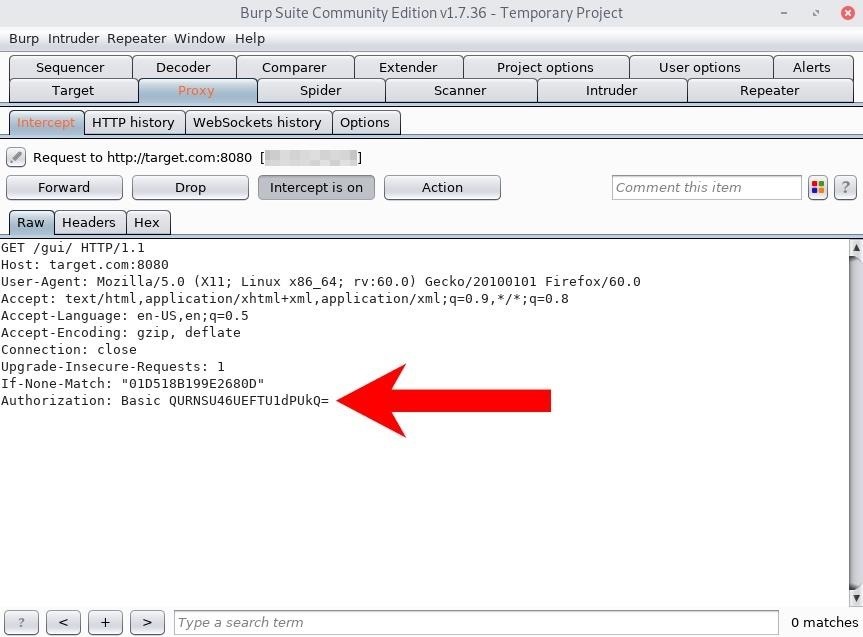 Burp Suite Community Edition v1.7.36 - Temporary Project
Burp Intruder Repeater Window Help
Sequencer Decoder Comparer Extender Project options User options Alerts
Target Proxy Spider Scanner Intruder Repeater
Intercept HTTP history WebSockets history Options
Request to http://target.com:8080 [ ]
Forward Drop Intercept is on Action Comment this item ?
Raw Headers Hex
GET /gui/ HTTP/1.1
Host: target.com:8080
User-Agent: Mozilla/5.0 (X11; Linux x86_64; rv:60.0) Gecko/20100101 Firefox/60.0
Accept: text/html,application/xhtml+xml,application/xml;q=0.9,*/*;q=0.8
Accept-Language: en-US,en;q=0.5
Accept-Encoding: gzip, deflate
Connection: close
Upgrade-Insecure-Requests: 1
If-None-Match: "01D518B199E2680D"
Authorization: Basic QURNSU46UEFTU1dPUkQ=
? < + > Type a search term 0 matches